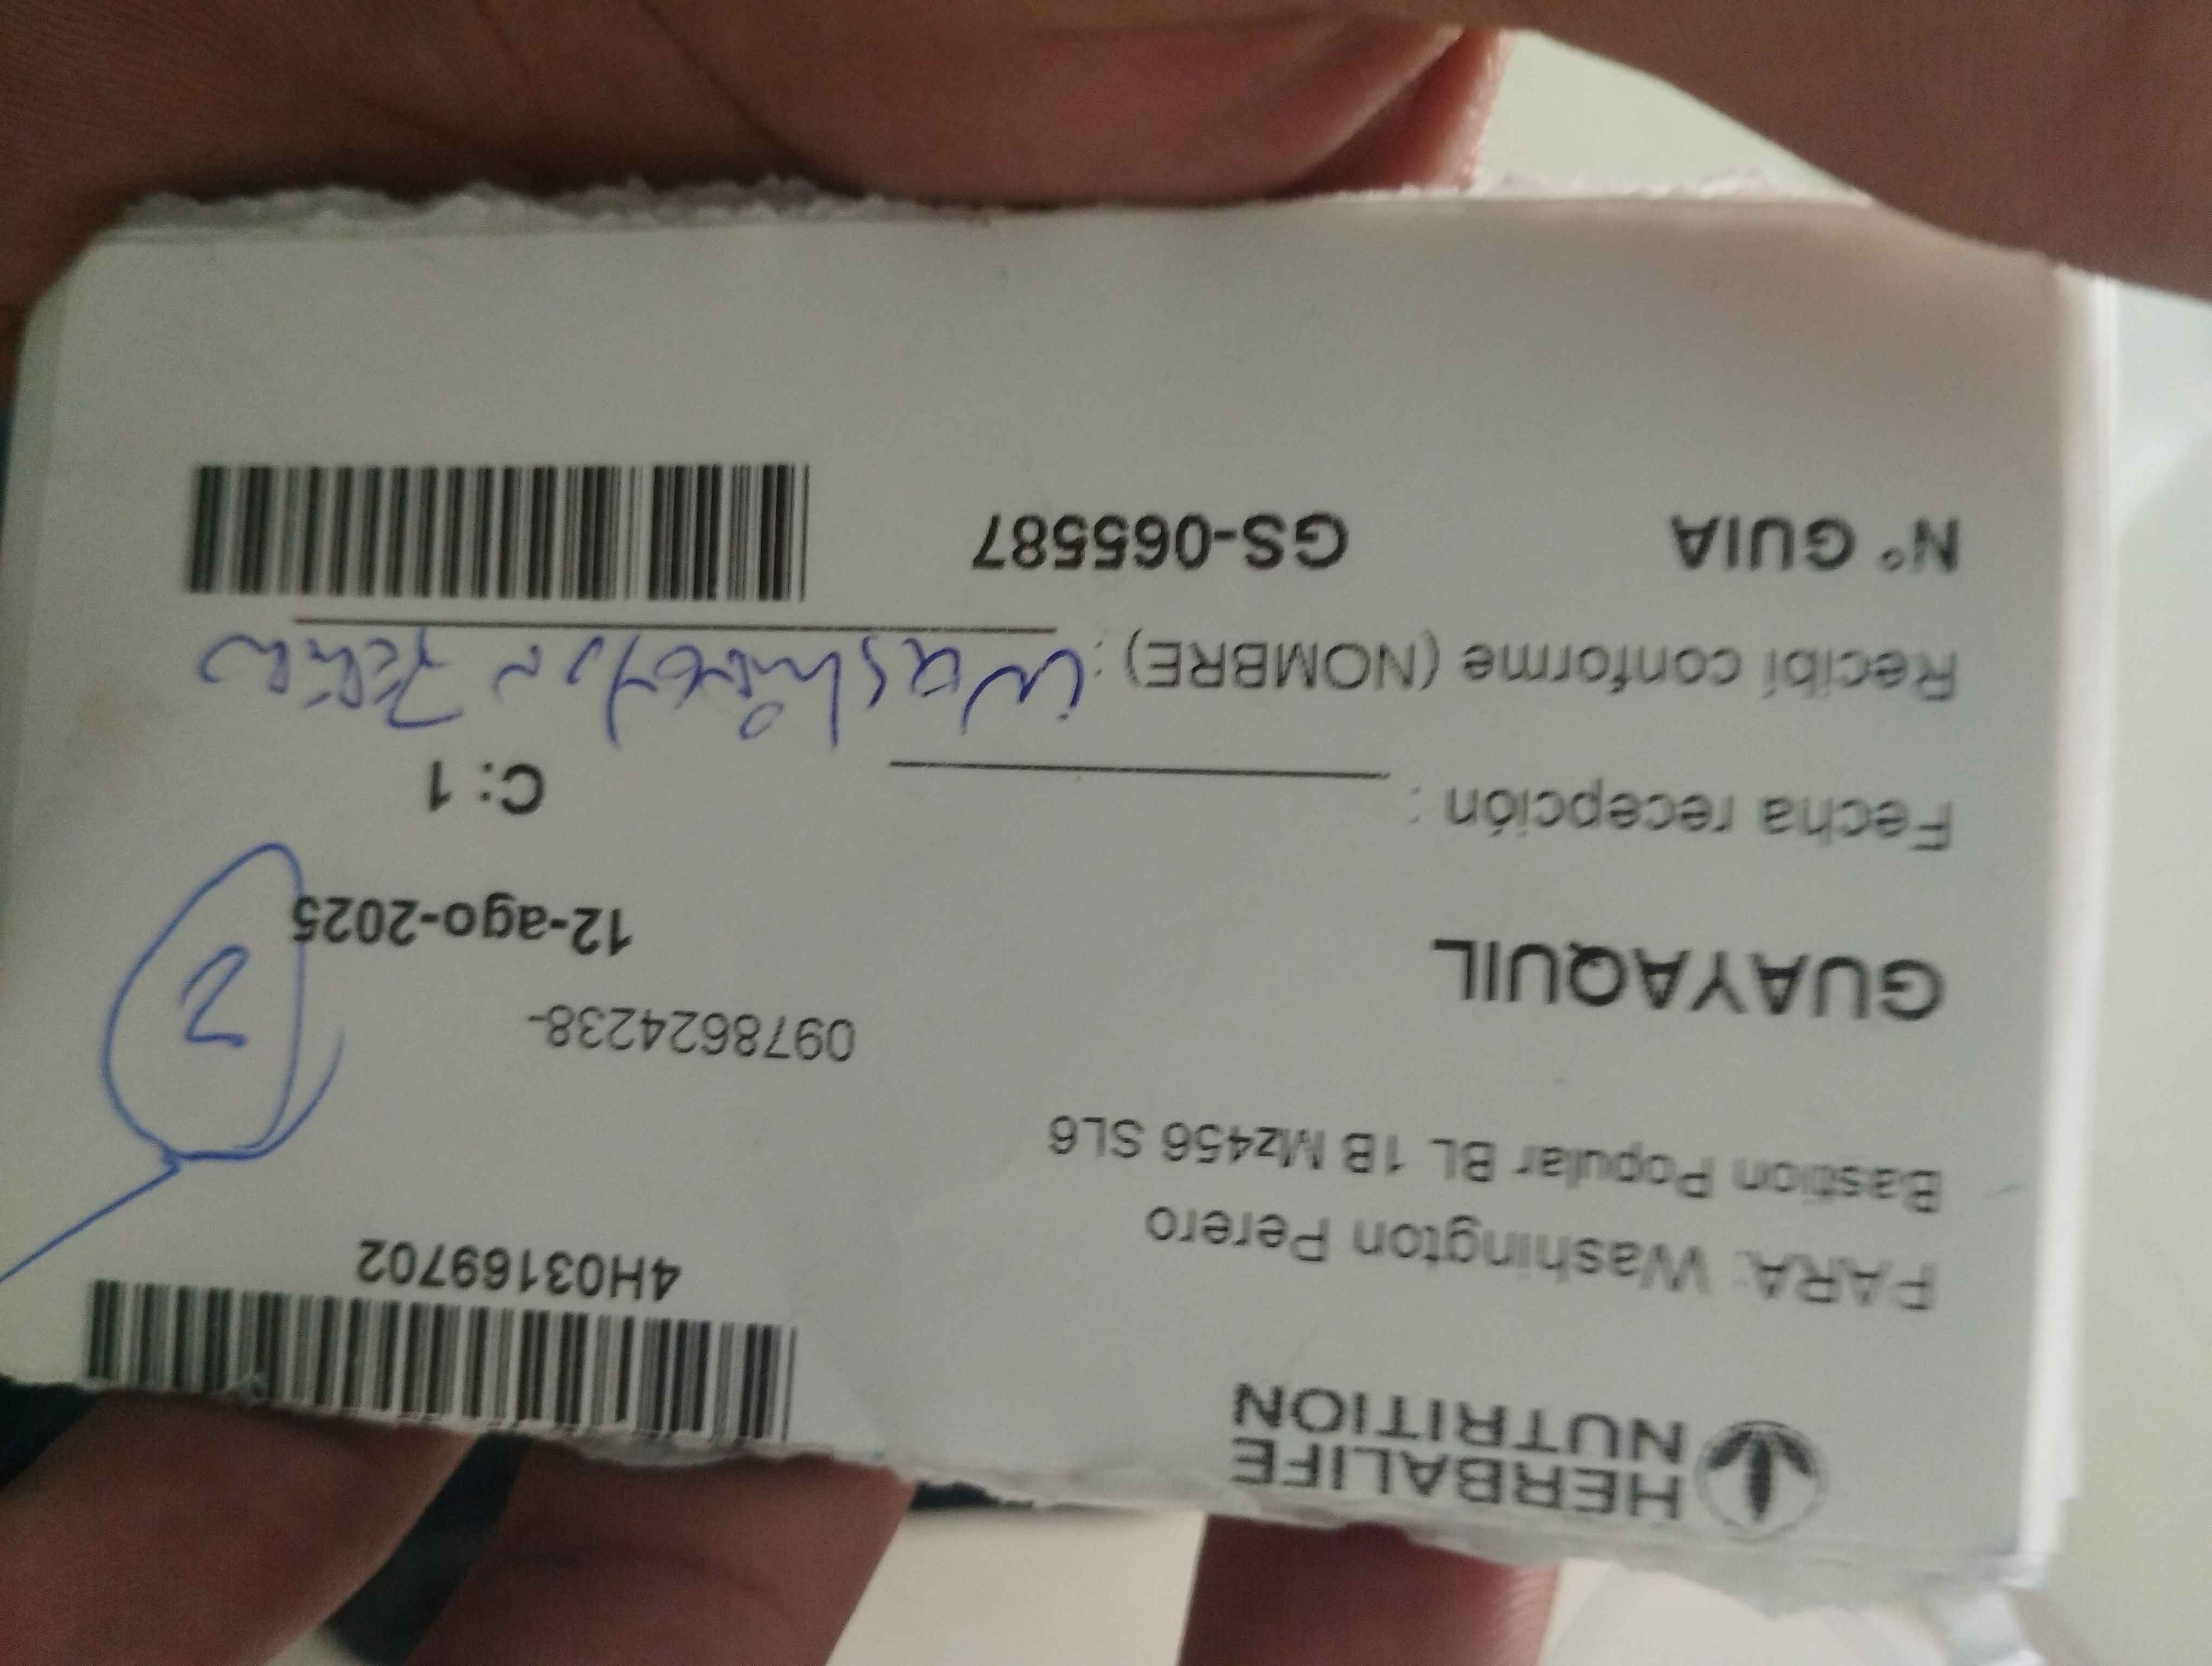 HERBALIFE
NUTRITION
4H03169702
PARA: Washington Perero
Bastion Popular BL 1B Mz456 SL6
0978624238-
GUAYAQUIL
12-ago-2025
2
Fecha recepción :
C: 1
Recibí conforme (NOMBRE) : Washington
N° GUIA GS-065587